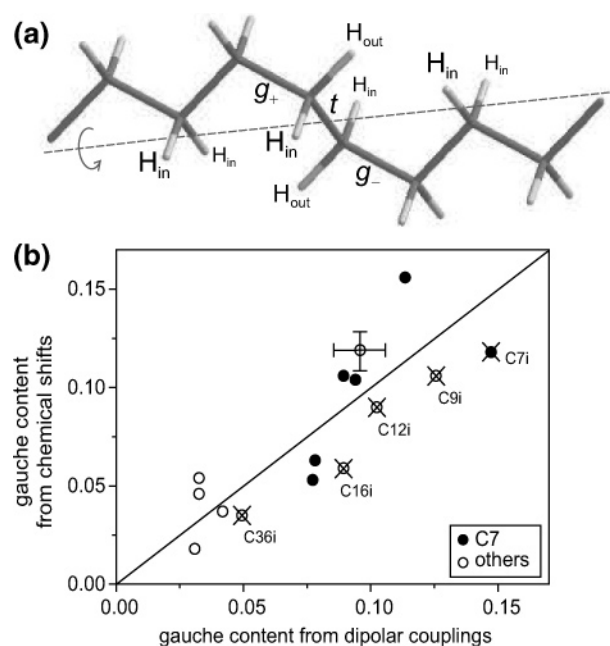 (a)
H_out
H_in
H_in
H_in
g_+
t
H_in
H_in
H_in
H_out
g_−
(b)
0.15
0.10
0.05
0.00
gauche content
from chemical shifts
C7i
C9i
C12i
C16i
C36i
C7
others
0.00 0.05 0.10 0.15
gauche content from dipolar couplings